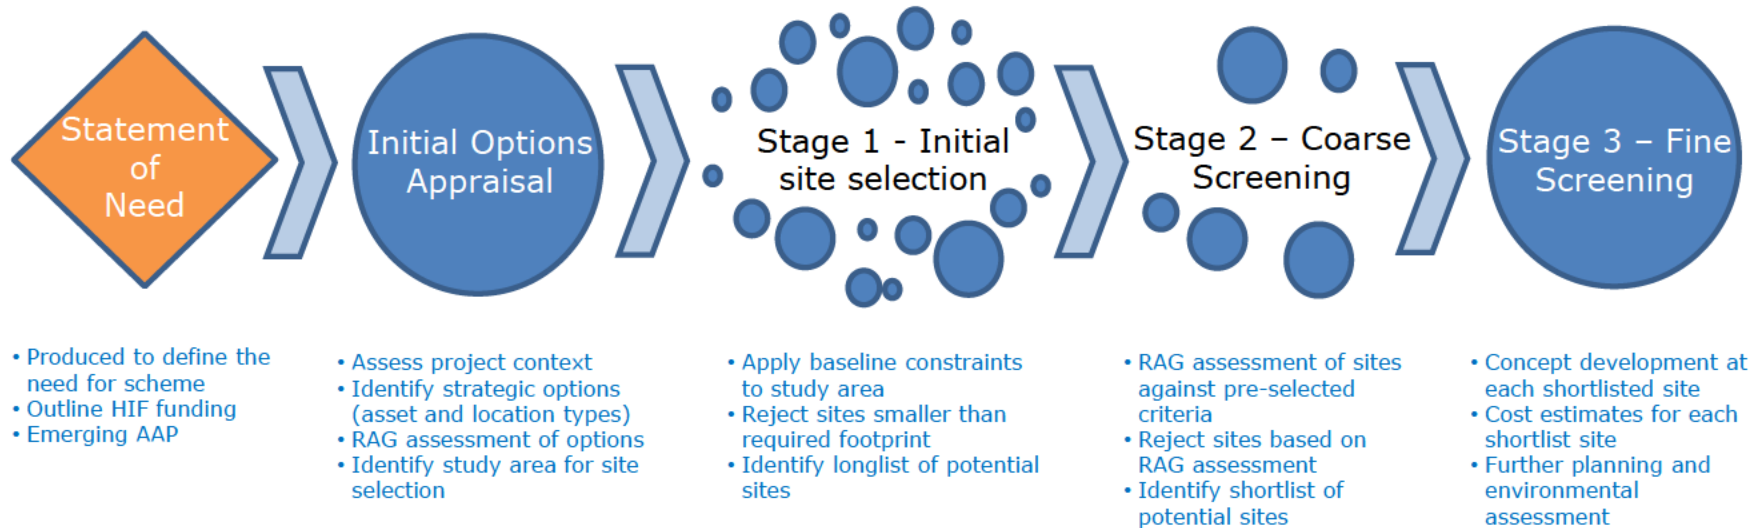 Statement
of
Need
Initial Options
Appraisal
Stage 1 - Initial
site selection
Stage 2 – Coarse
Screening
Stage 3 – Fine
Screening
• Produced to define the
need for scheme
• Outline HIF funding
• Emerging AAP
• Assess project context
• Identify strategic options
(asset and location types)
• RAG assessment of options
• Identify study area for site
selection
• Apply baseline constraints
to study area
• Reject sites smaller than
required footprint
• Identify longlist of potential
sites
• RAG assessment of sites
against pre-selected
criteria
• Reject sites based on
RAG assessment
• Identify shortlist of
potential sites
• Concept development at
each shortlisted site
• Cost estimates for each
shortlist site
• Further planning and
environmental
assessment